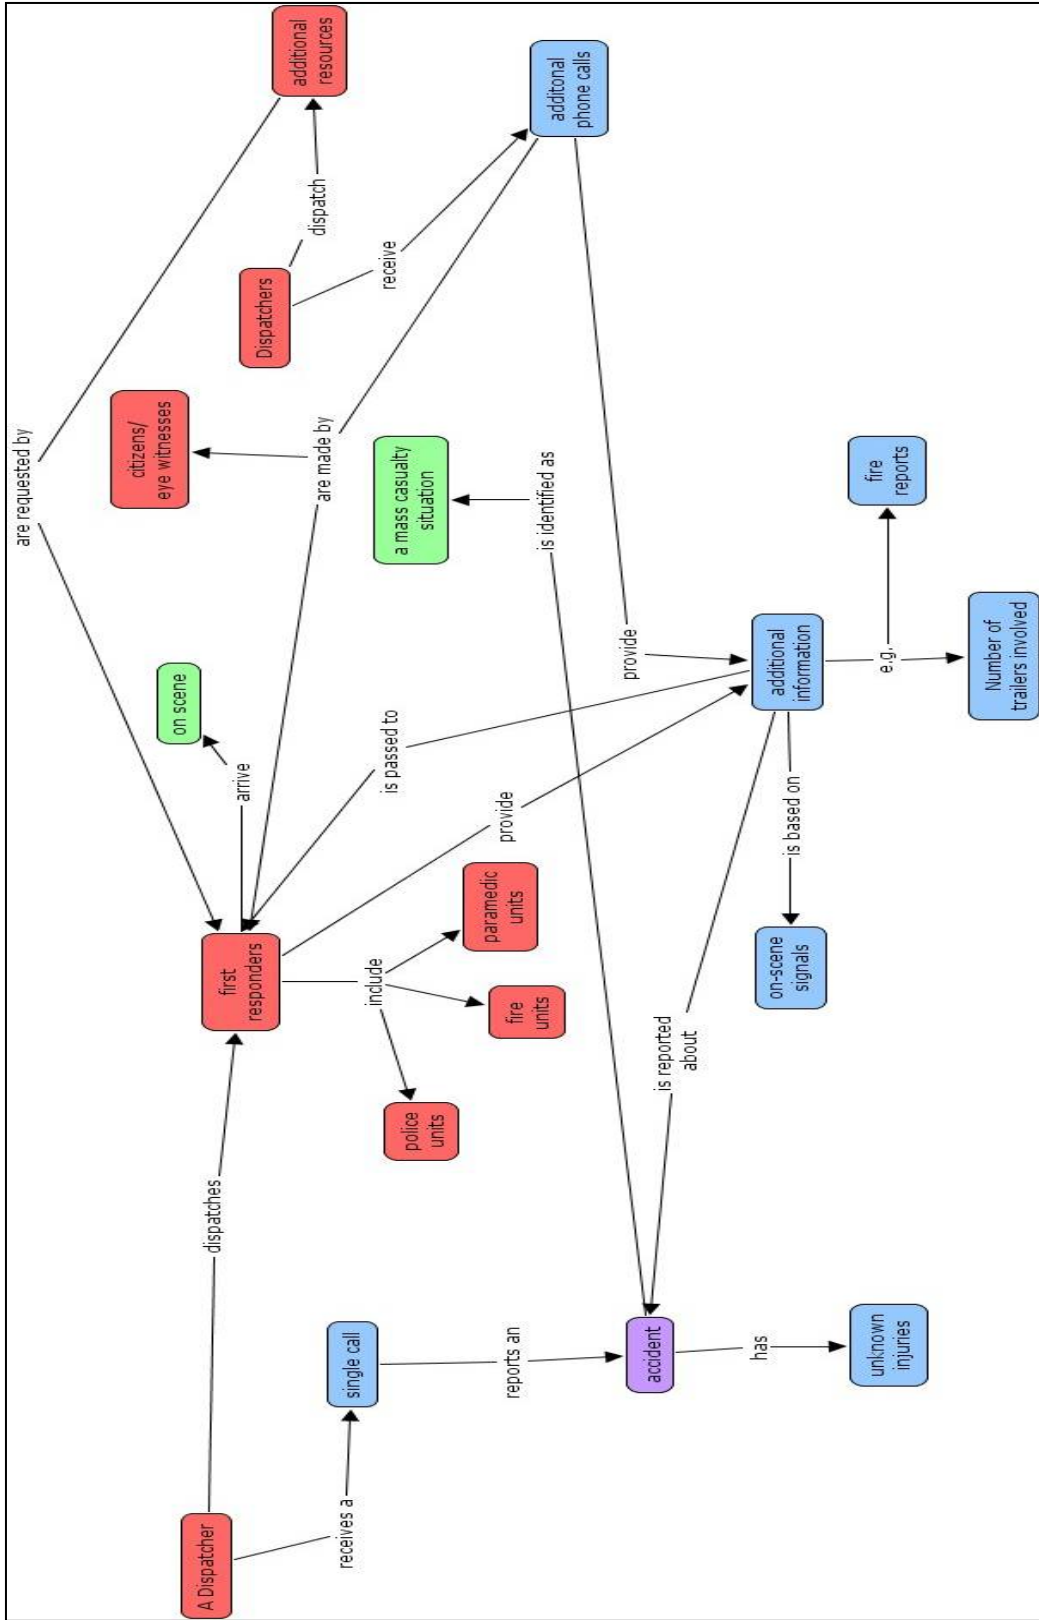 are requested by
citizens/
eye witnesses
on scene
A Dispatcher
dispatches
first
responders
arrive
Dispatchers
additional
resources
dispatch
are made by
receives a
single call
include
is passed to
receive
police
units
a mass casualty
situation
paramedic
units
fire
units
reports an
provide
is identified as
additonal
phone calls
accident
provide
is reported
about
has
on-scene
signals
is based on
additional
information
unknown
injuries
e.g.
fire
reports
Number of
trailers involved